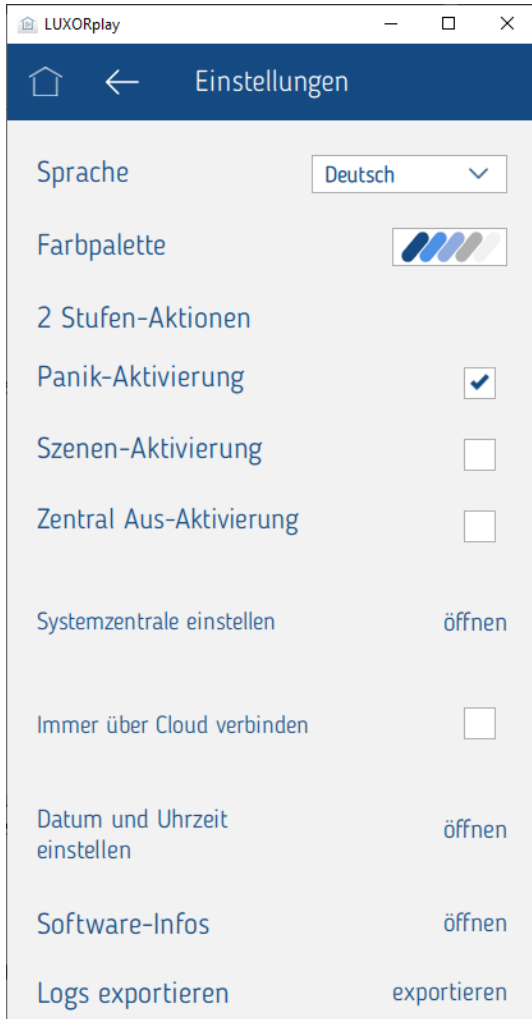 LUXORplay
Einstellungen
Sprache
Deutsch
Farbpalette
2 Stufen-Aktionen
Panik-Aktivierung
Szenen-Aktivierung
Zentral Aus-Aktivierung
Systemzentrale einstellen
öffnen
Immer über Cloud verbinden
Datum und Uhrzeit
einstellen
öffnen
Software-Infos
öffnen
Logs exportieren
exportieren